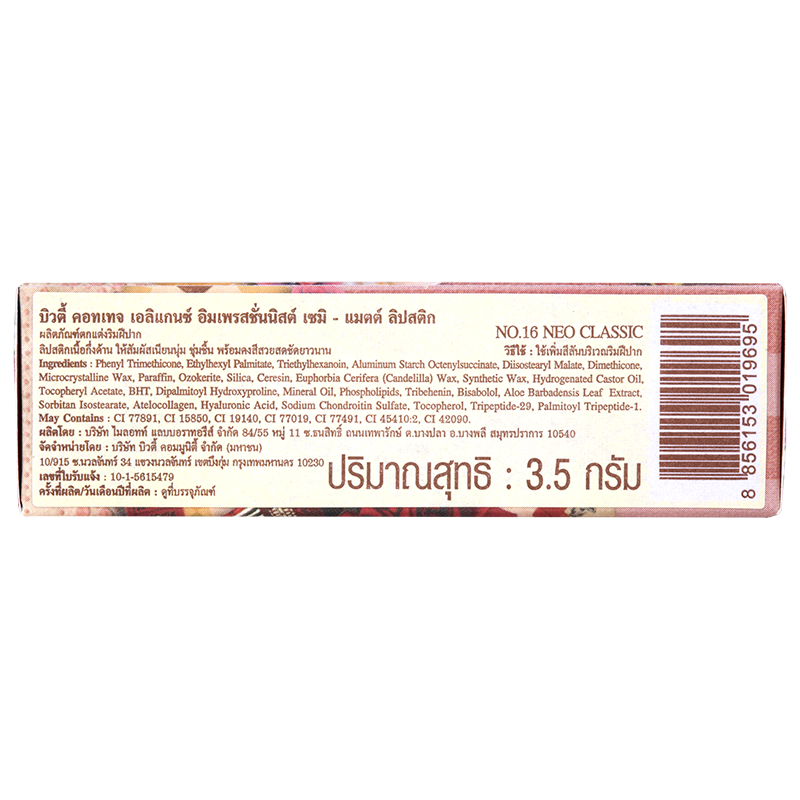 บิวตี้ คอทเทจ เอลิแกนซ์ อิมเพรสชั่นนิสต์ เซมิ - แมตต์ ลิปสติก
ผลิตภัณฑ์ตกแต่งริมฝีปาก
NO.16 NEO CLASSIC
ลิปสติกเนื้อกึ่งด้าน ให้สัมผัสเนียนนุ่ม ชุ่มชื้น พร้อมคงสีสวยสดชัดยาวนาน
วิธีใช้ : ใช้เพิ่มสีสันบริเวณริมฝีปาก
Ingredients : Phenyl Trimethicone, Ethylhexyl Palmitate, Triethylhexanoin, Aluminum Starch Octenylsuccinate, Diisostearyl Malate, Dimethicone,
Microcrystalline Wax, Paraffin, Ozokerite, Silica, Ceresin, Euphorbia Cerifera (Candelilla) Wax, Synthetic Wax, Hydrogenated Castor Oil,
Tocopheryl Acetate, BHT, Dipalmitoyl Hydroxyproline, Mineral Oil, Phospholipids, Tribehenin, Bisabolol, Aloe Barbadensis Leaf Extract,
Sorbitan Isostearate, Atelocollagen, Hyaluronic Acid, Sodium Chondroitin Sulfate, Tocopherol, Tripeptide-29, Palmitoyl Tripeptide-1.
May Contains : CI 77891, CI 15850, CI 19140, CI 77019, CI 15985, CI 77491, CI 45410:2, CI 42090.
ผลิตโดย : บริษัท ไมลอทท์ แลบบอราทอรีส์ จำกัด 84/55 หมู่ 11 ซ.ธนสิทธิ์ ถนนเทพารักษ์ ต.บางปลา อ.บางพลี สมุทรปราการ 10540
จัดจำหน่ายโดย : บริษัท บิวตี้ คอมมูนิตี้ จำกัด (มหาชน)
10/915 ซ.นวลจันทร์ 34 แขวงนวลจันทร์ เขตบึงกุ่ม กรุงเทพมหานคร 10230
เลขที่ใบรับแจ้ง : 10-1-5615479
ครั้งที่ผลิต/วันเดือนปีที่ผลิต : ดูที่บรรจุภัณฑ์
ปริมาณสุทธิ : 3.5 กรัม
8 856153 019695